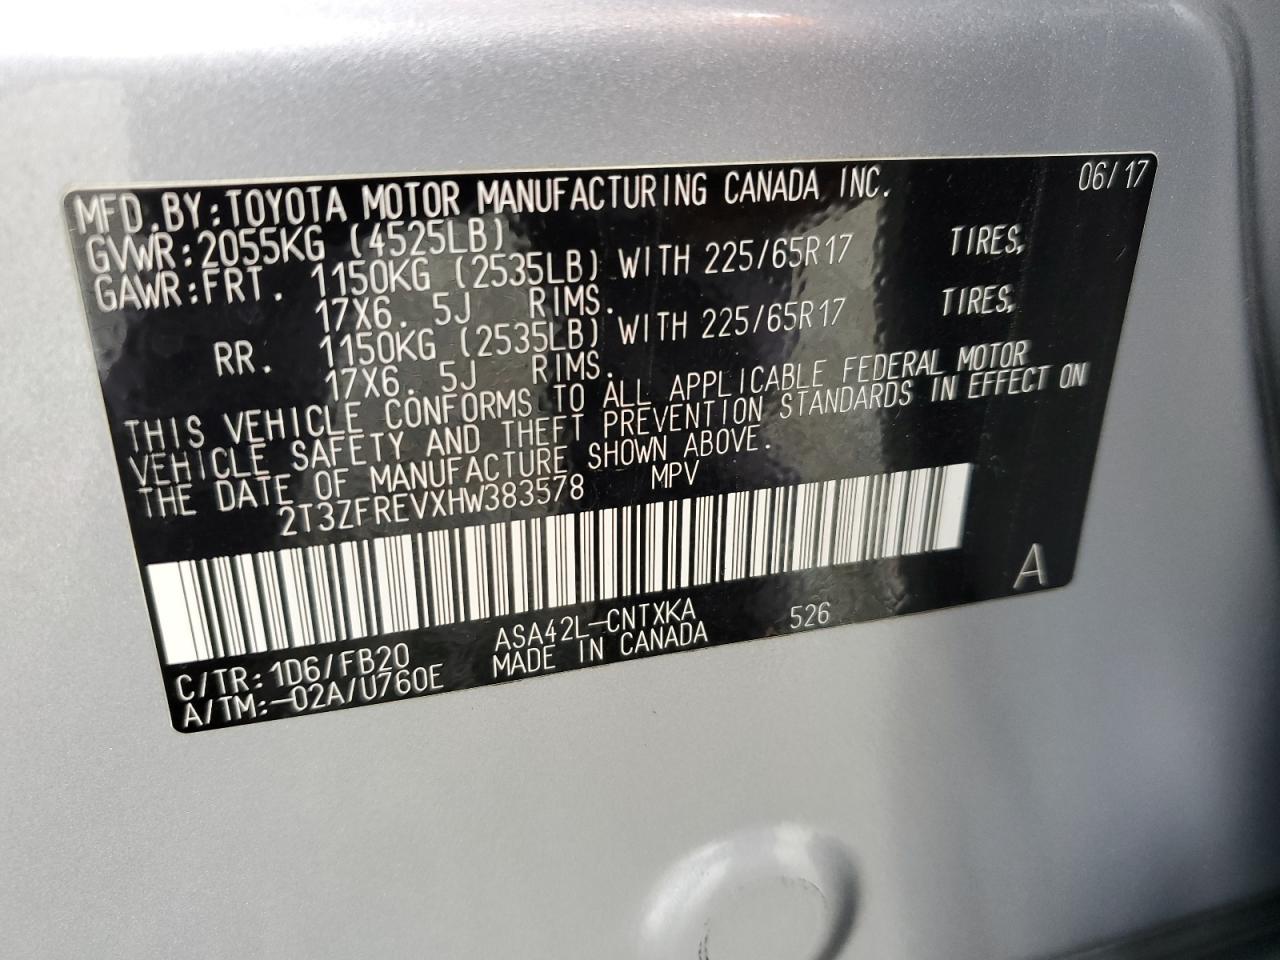 MFD.BY:TOYOTA MOTOR MANUFACTURING CANADA INC. 06/17
GVWR:2055KG (4525LB)
GAWR:FRT. 1150KG (2535LB) WITH 225/65R17 TIRES,
17X6.5J RIMS.
RR. 1150KG (2535LB) WITH 225/65R17 TIRES,
17X6.5J RIMS.
THIS VEHICLE CONFORMS TO ALL APPLICABLE FEDERAL MOTOR
VEHICLE SAFETY AND THEFT PREVENTION STANDARDS IN EFFECT ON
THE DATE OF MANUFACTURE SHOWN ABOVE.
2T3ZFREVXHW383578 MPV
A
C/TR:1D6/FB20 ASA42L-CNTXKA 526
A/TM:-02A/U760E MADE IN CANADA